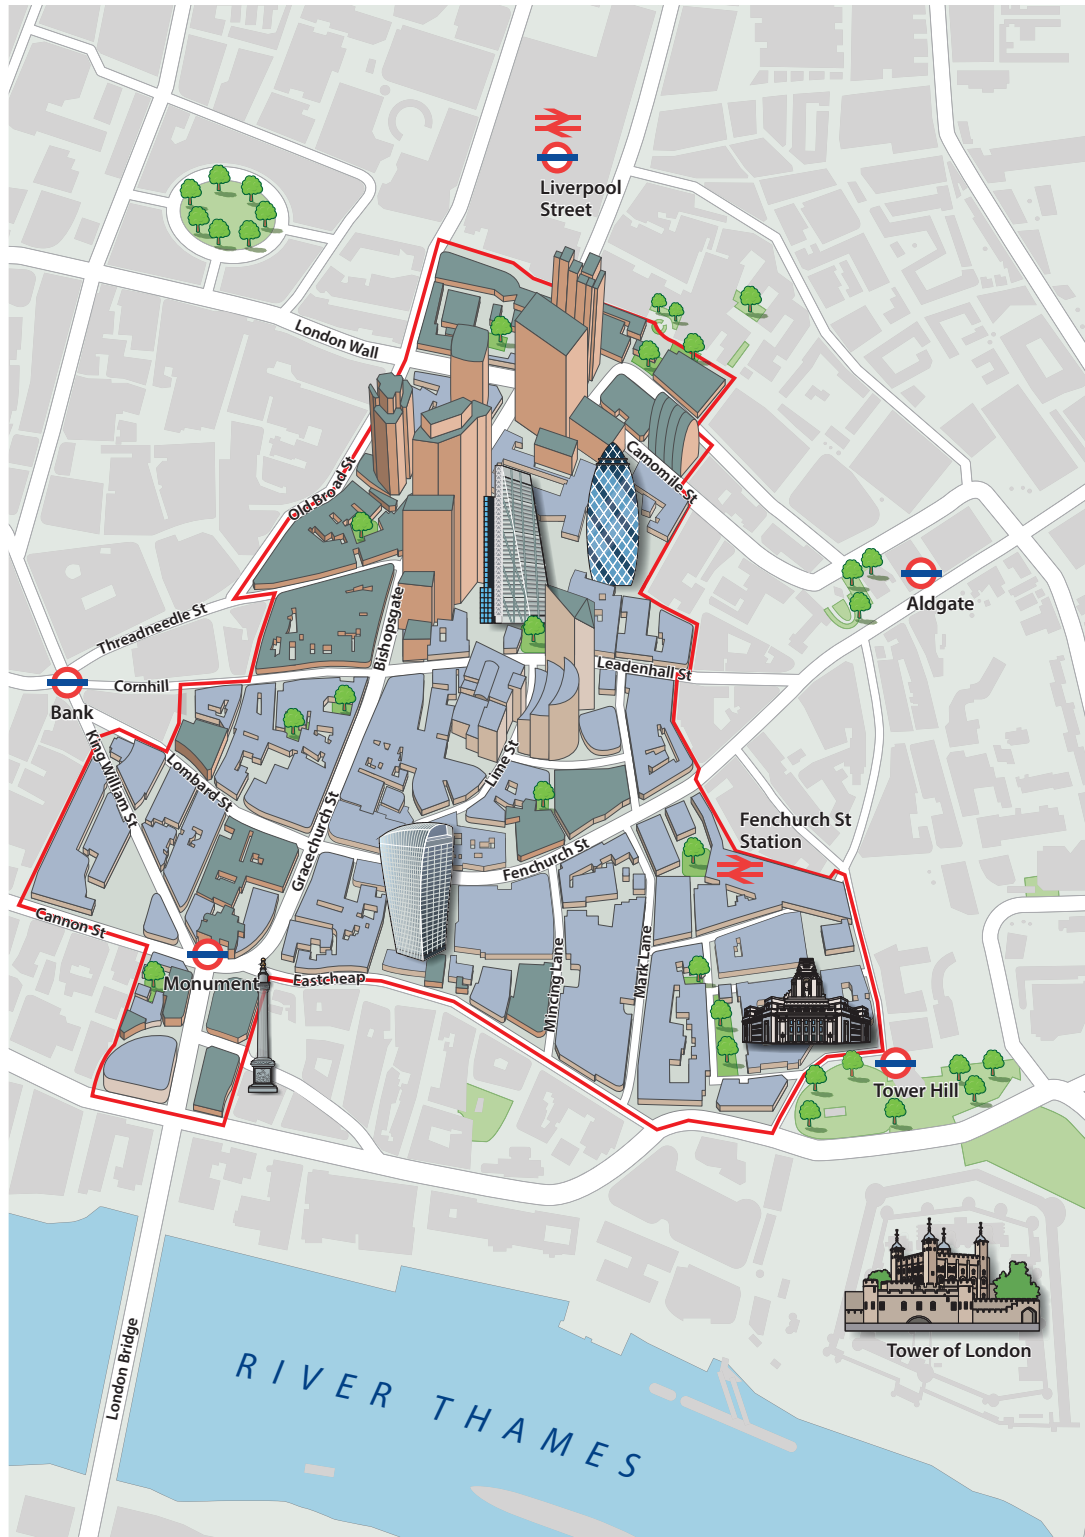 Liverpool
Street
London Wall
Old Broad St
Camomile St
Aldgate
Threadneedle St
Bishopsgate
Leadenhall St
Cornhill
Bank
King William St
Lombard St
Lime St
Gracechurch St
Fenchurch St
Station
Fenchurch St
Cannon St
Mincing Lane
Mark Lane
Monument
Eastcheap
Tower Hill
London Bridge
Tower of London
RIVER THAMES